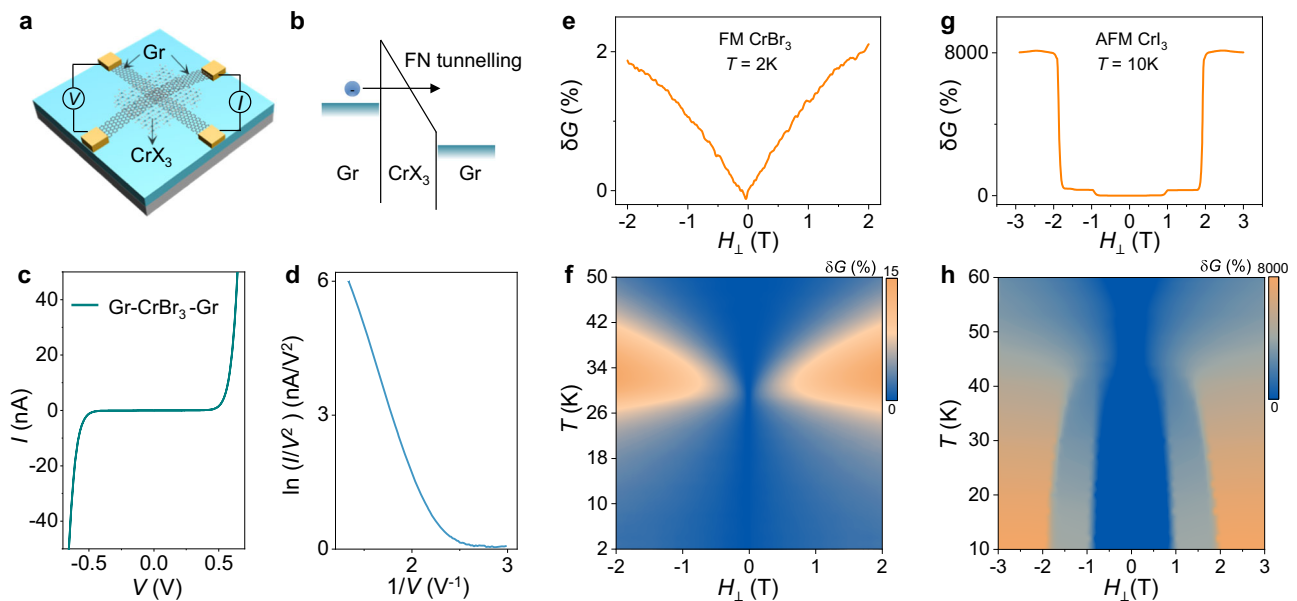 a
Gr
V
I
CrX₃
b
FN tunnelling
-
Gr CrX₃ Gr
c
Gr-CrBr₃-Gr
I (nA)
40
20
0
-20
-40
-0.5 0.0 0.5
V (V)
d
ln (I/V²) (nA/V²)
6
3
0
2 3
1/V (V⁻¹)
e
FM CrBr₃
T = 2K
δG (%)
2
1
0
-2 -1 0 1 2
H⊥ (T)
f
δG (%) 15
0
T (K)
50
42
34
26
18
10
2
-2 -1 0 1 2
H⊥ (T)
g
AFM CrI₃
T = 10K
δG (%)
8000
0
-3 -2 -1 0 1 2 3
H⊥ (T)
h
δG (%) 8000
0
T (K)
60
50
40
30
20
10
-3 -2 -1 0 1 2 3
H⊥ (T)